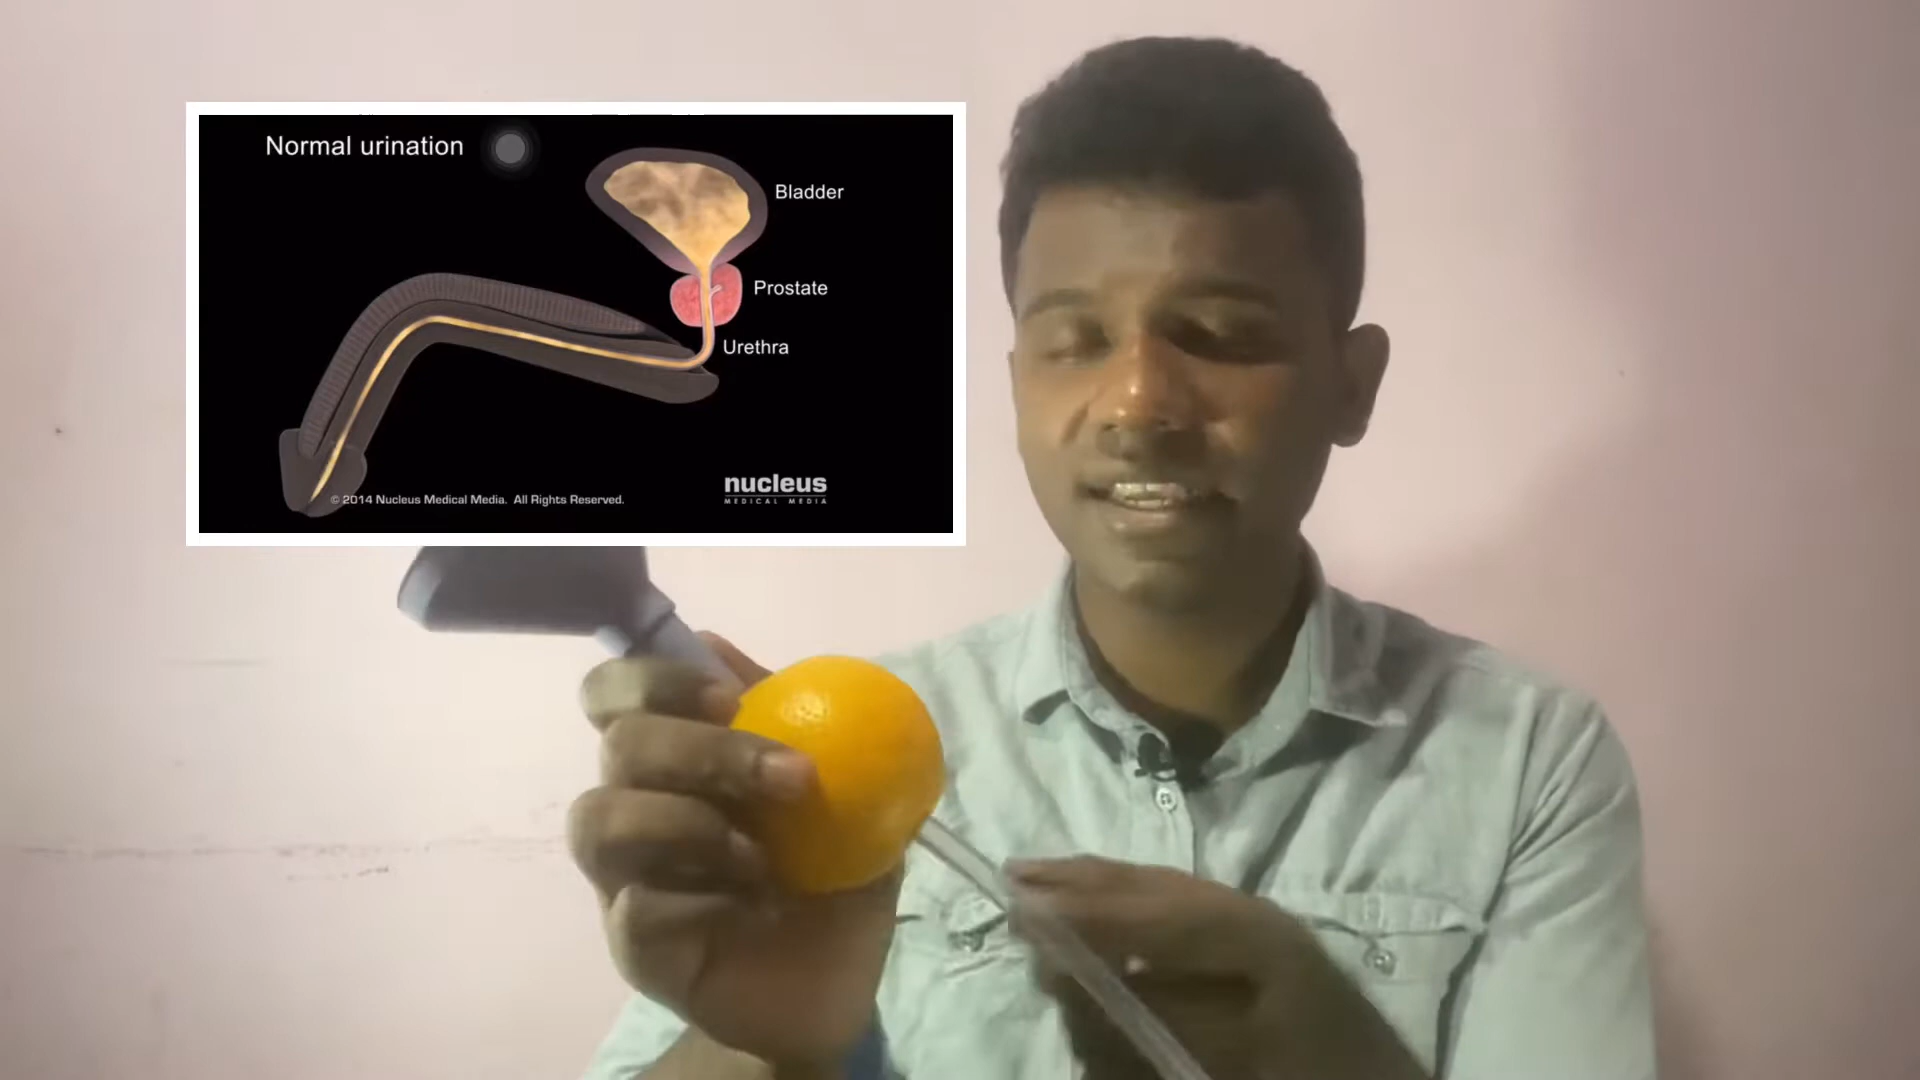 Normal urination
Bladder
Prostate
Urethra
nucleus
MEDICAL MEDIA
© 2014 Nucleus Medical Media. All Rights Reserved.